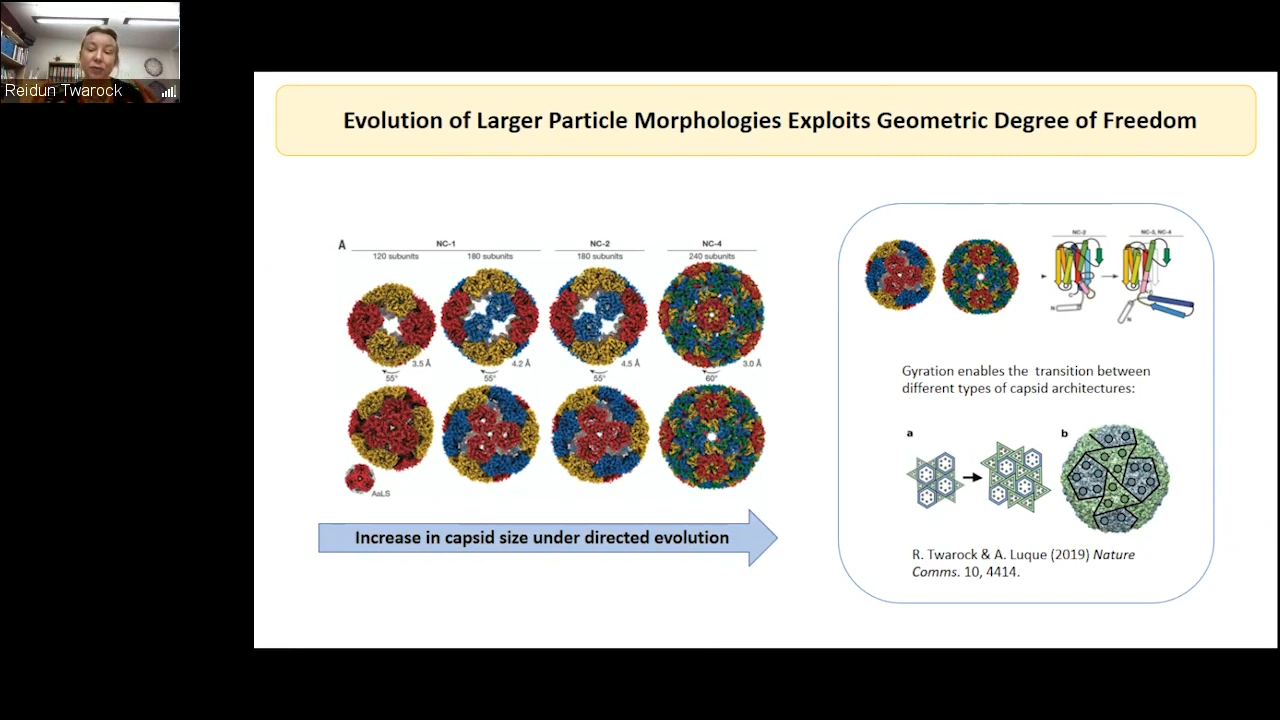 Reidun Twarock
Evolution of Larger Particle Morphologies Exploits Geometric Degree of Freedom
A
NC-1
NC-2
NC-4
120 subunits
180 subunits
180 subunits
240 subunits
3.5 Å
4.2 Å
4.5 Å
3.0 Å
55°
55°
55°
60°
AaLS
Increase in capsid size under directed evolution
NC-2
NC-3, NC-4
N
N
Gyration enables the transition between
different types of capsid architectures:
a
b
R. Twarock & A. Luque (2019) Nature
Comms. 10, 4414.